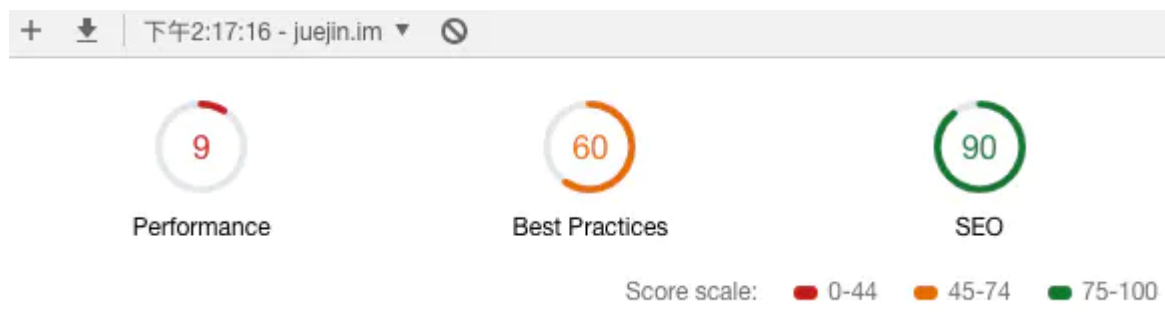 下午2:17:16 - juejin.im
9 60 90
Performance Best Practices SEO
Score scale: 0-44 45-74 75-100